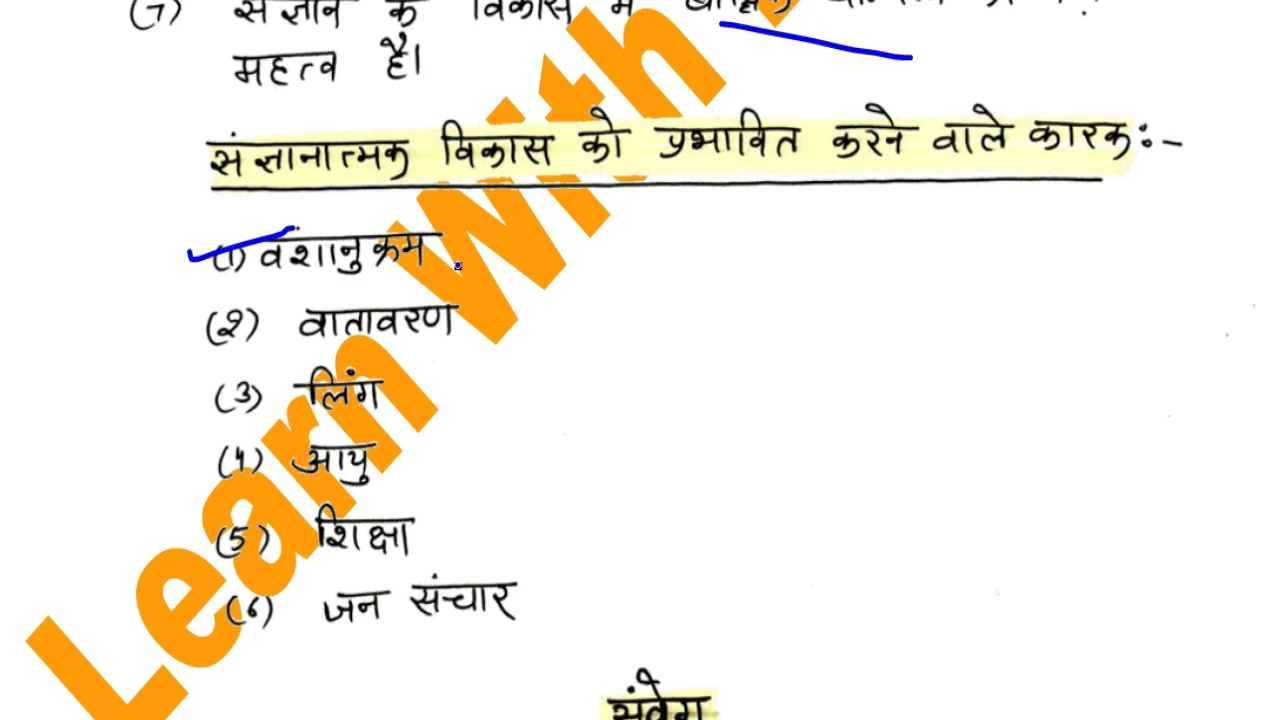 (7) संज्ञान के विकास में
महत्व है।
संज्ञानात्मक विकास को प्रभावित करने वाले कारक:-
(1) वंशानुक्रम
(2) वातावरण
(3) लिंग
(4) आयु
(5) शिक्षा
(6) जन संचार
संवेग
Learn With